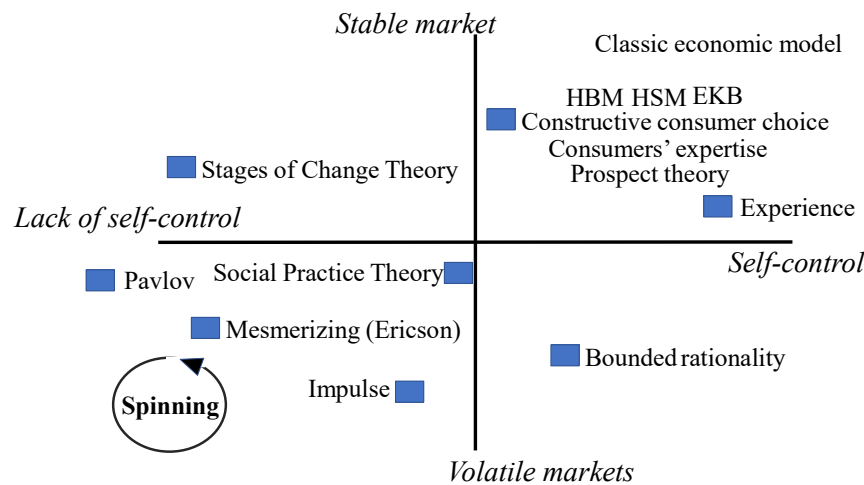 Stable market
Classic economic model
HBM HSM EKB
Constructive consumer choice
Consumers’ expertise
Prospect theory
Stages of Change Theory
Experience
Lack of self-control
Self-control
Social Practice Theory
Pavlov
Mesmerizing (Ericson)
Bounded rationality
Impulse
Spinning
Volatile markets